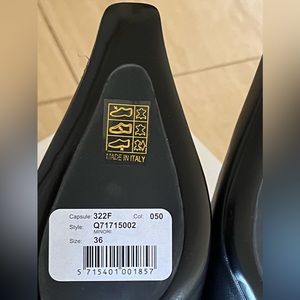 MADE IN ITALY
Capsule: 322F Col: 050
Style: Q71715002
MINORI
Size: 36
5 715401 001857